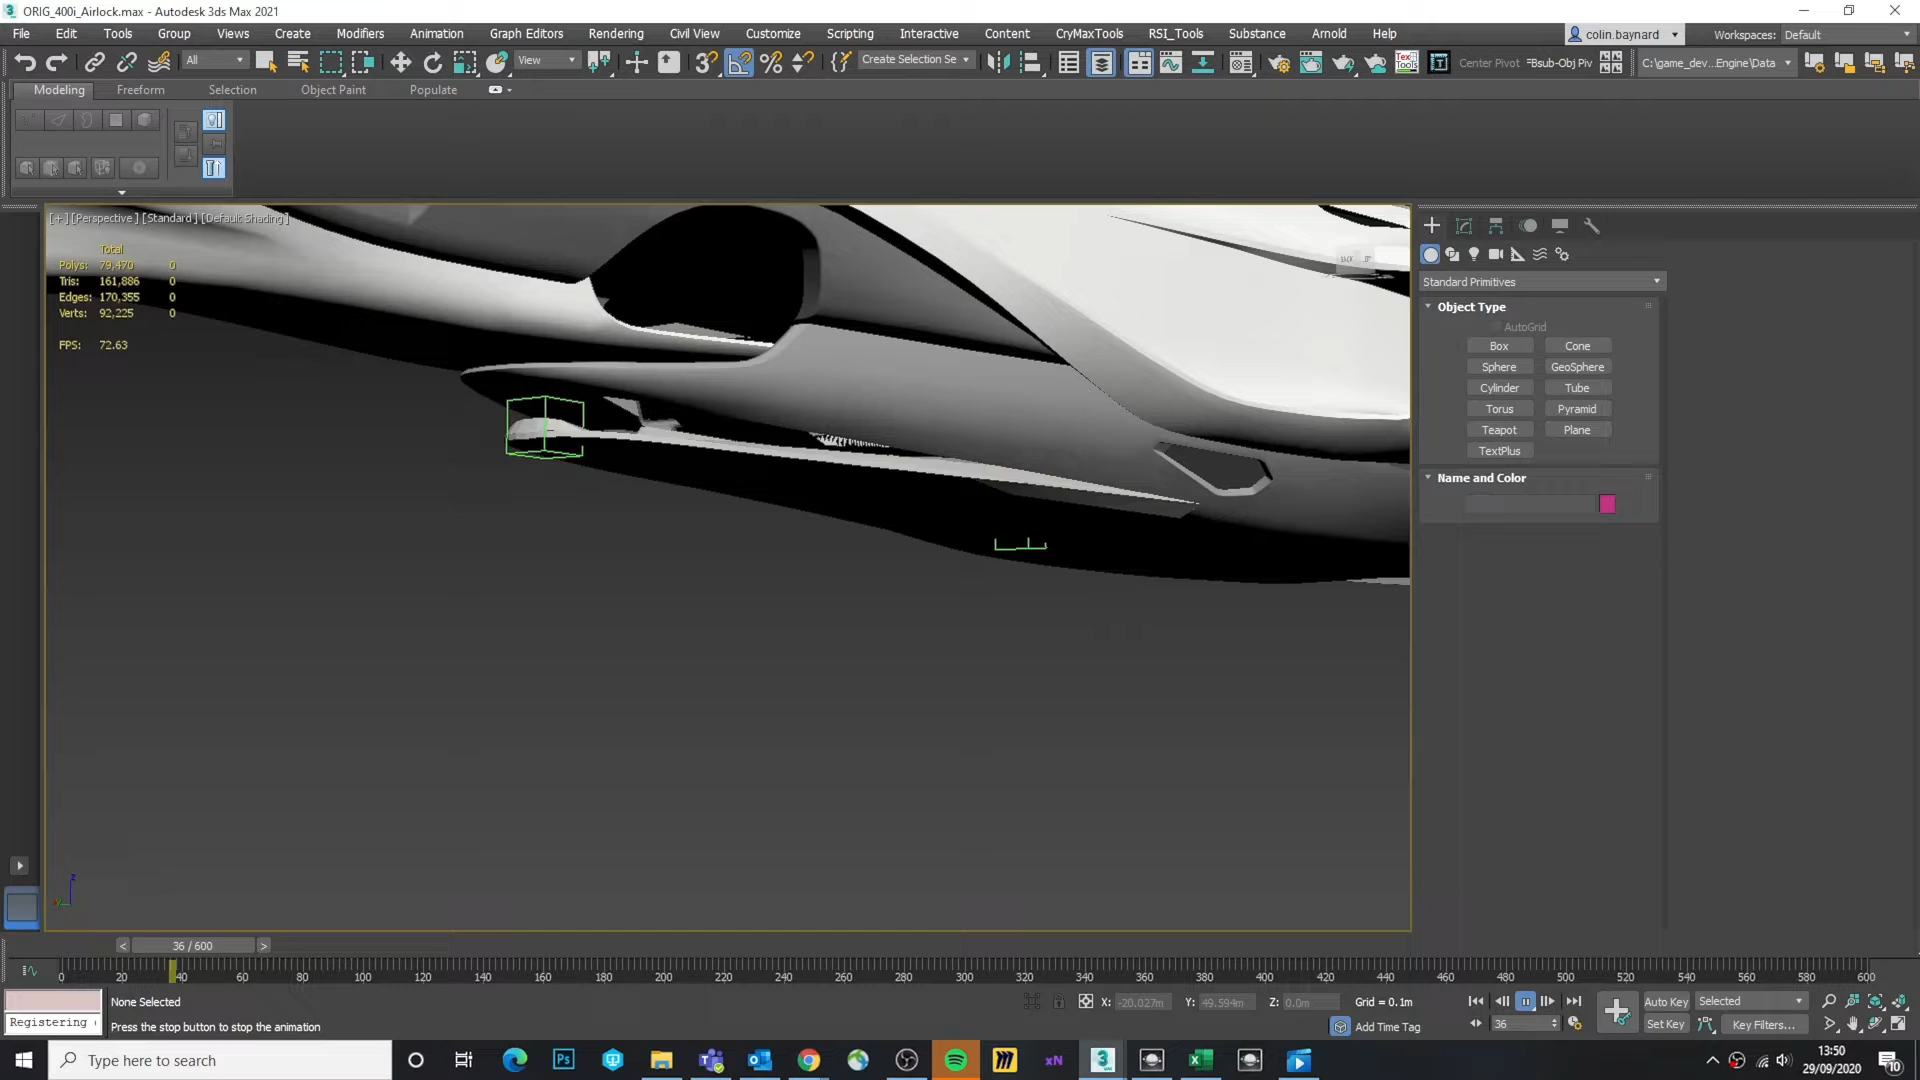 ORIG_400i_Airlock.max - Autodesk 3ds Max 2021
File Edit Tools Group Views Create Modifiers Animation Graph Editors Rendering Civil View Customize Scripting Interactive Content CryMaxTools RSI_Tools Substance Arnold Help
colin.baynard
Workspaces: Default
All
View
Create Selection Se
Center Pivot
=Bsub-Obj Piv
C:\game_dev...Engine\Data
Modeling Freeform Selection Object Paint Populate
[+] [Perspective] [Standard] [Default Shading]
Total
Polys: 79,470 0
Tris: 161,886 0
Edges: 170,355 0
Verts: 92,225 0
FPS: 72.63
Standard Primitives
Object Type
AutoGrid
Box Cone
Sphere GeoSphere
Cylinder Tube
Torus Pyramid
Teapot Plane
TextPlus
Name and Color
z
< 36 / 600 >
0 20 40 60 80 100 120 140 160 180 200 220 240 260 280 300 320 340 360 380 400 420 440 460 480 500 520 540 560 580 600
None Selected
X: -20.027m Y: 49.594m Z: 0.0m Grid = 0.1m
Auto Key Selected
Registering
Press the stop button to stop the animation
Add Time Tag
36
Set Key Key Filters...
Type here to search
13:50
29/09/2020
10